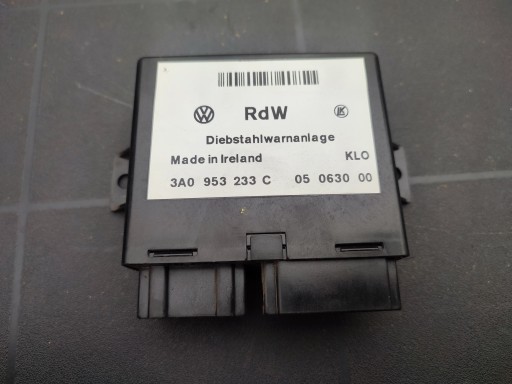 RdW
Diebstahlwarnanlage
Made in Ireland KLO
3A0 953 233 C 05 0630 00